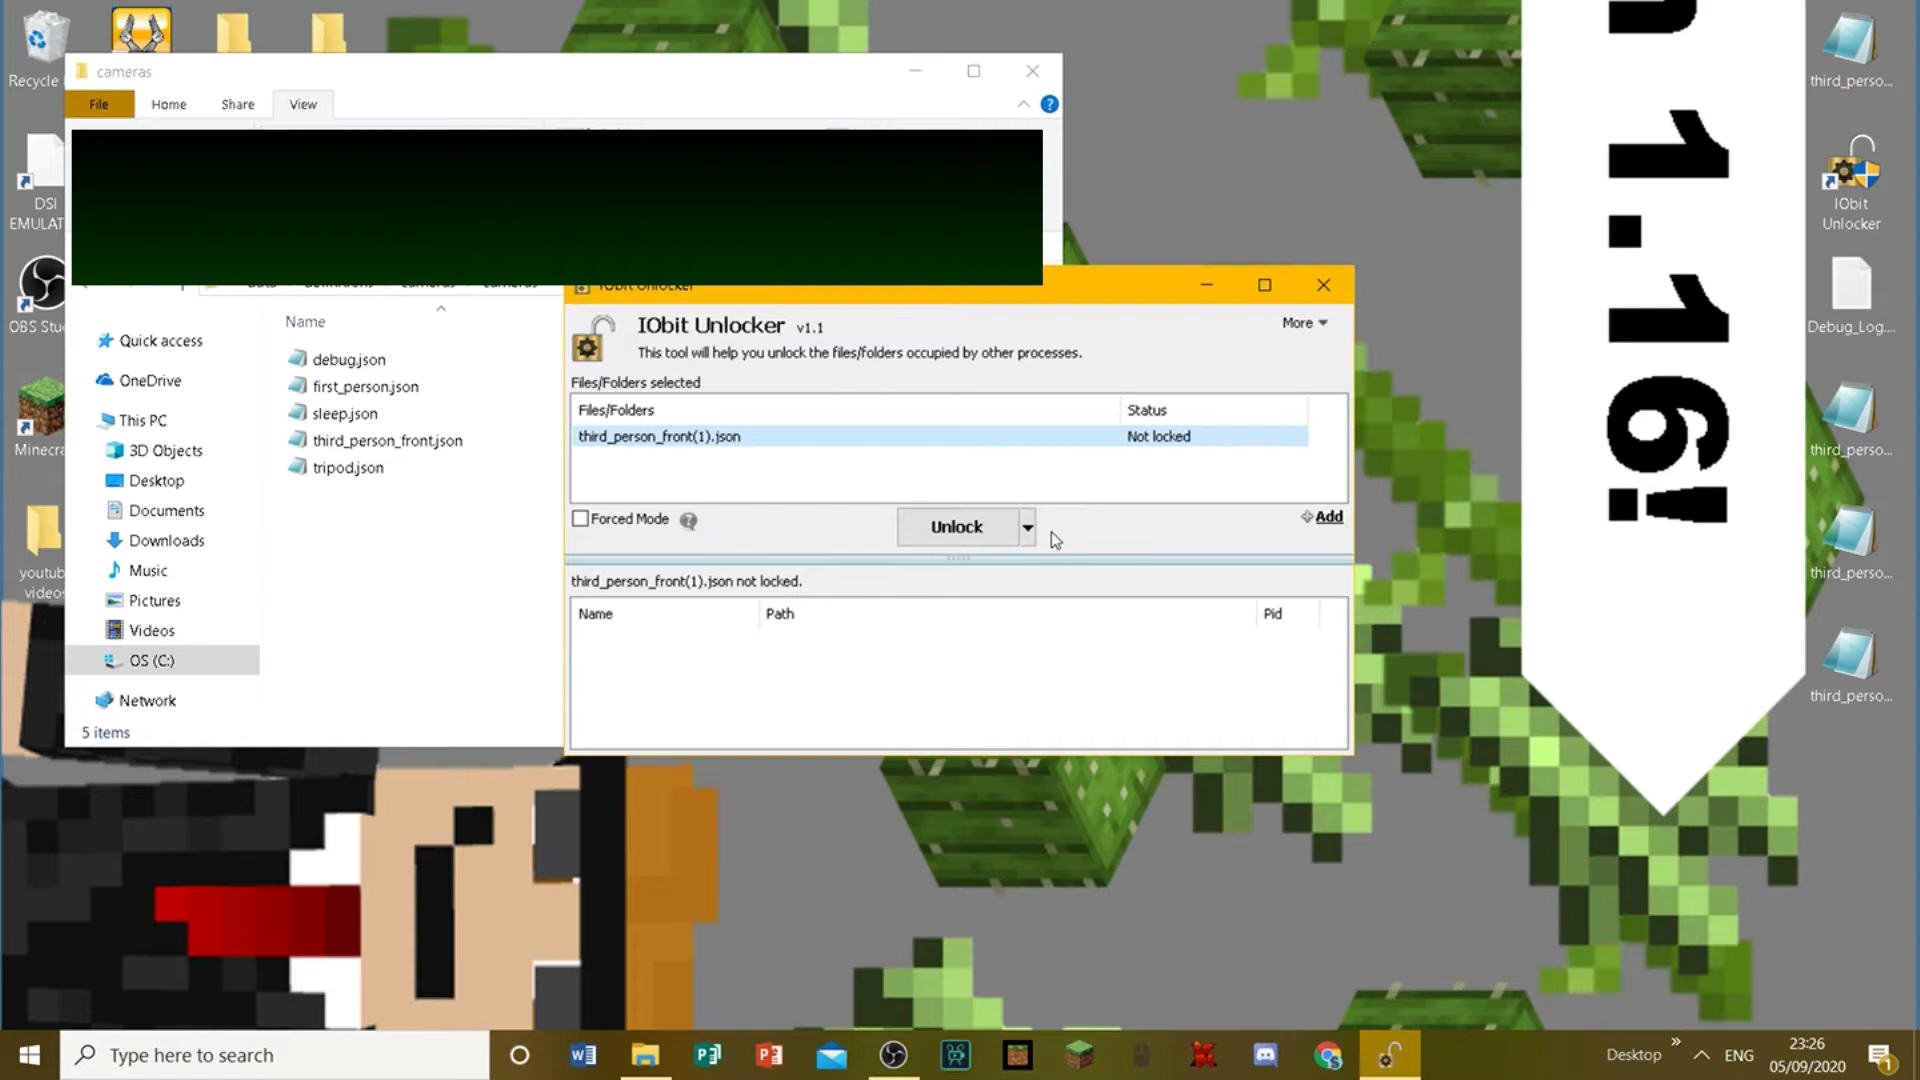 Recycle
cameras
File
Home
Share
View
DSI
EMULAT
OBS Stu
Minecra
youtub
videos
Name
Quick access
OneDrive
This PC
3D Objects
Desktop
Documents
Downloads
Music
Pictures
Videos
OS (C:)
Network
5 items
debug.json
first_person.json
sleep.json
third_person_front.json
tripod.json
IObit Unlocker v1.1
More
This tool will help you unlock the files/folders occupied by other processes.
Files/Folders selected
Files/Folders
Status
third_person_front(1).json
Not locked
Forced Mode
Unlock
Add
third_person_front(1).json not locked.
Name
Path
Pid
1.16!
third_perso...
IObit
Unlocker
Debug_Log....
third_perso...
third_perso...
third_perso...
Type here to search
Desktop
ENG
23:26
05/09/2020
1